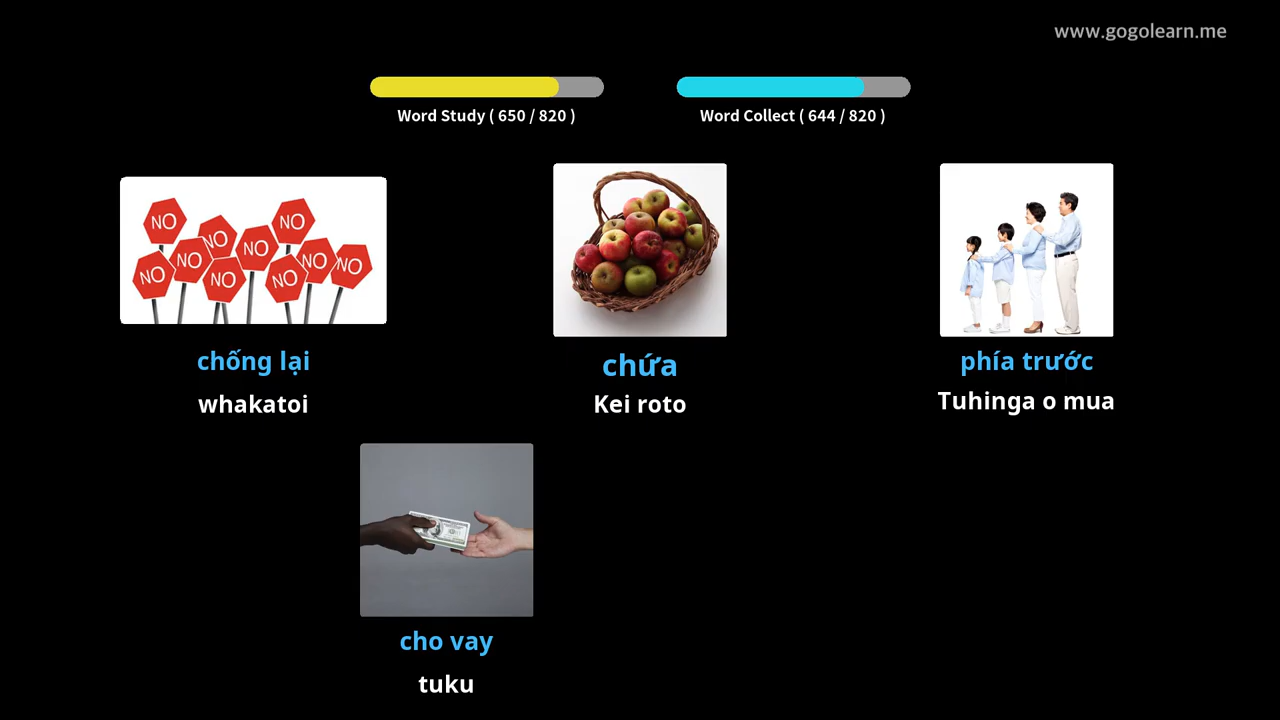 www.gogolearn.me
Word Study ( 650 / 820 )
Word Collect ( 644 / 820 )
NO
NO
NO
NO
NO
NO
NO
NO
NO
chống lại
whakatoi
chứa
Kei roto
phía trước
Tuhinga o mua
cho vay
tuku